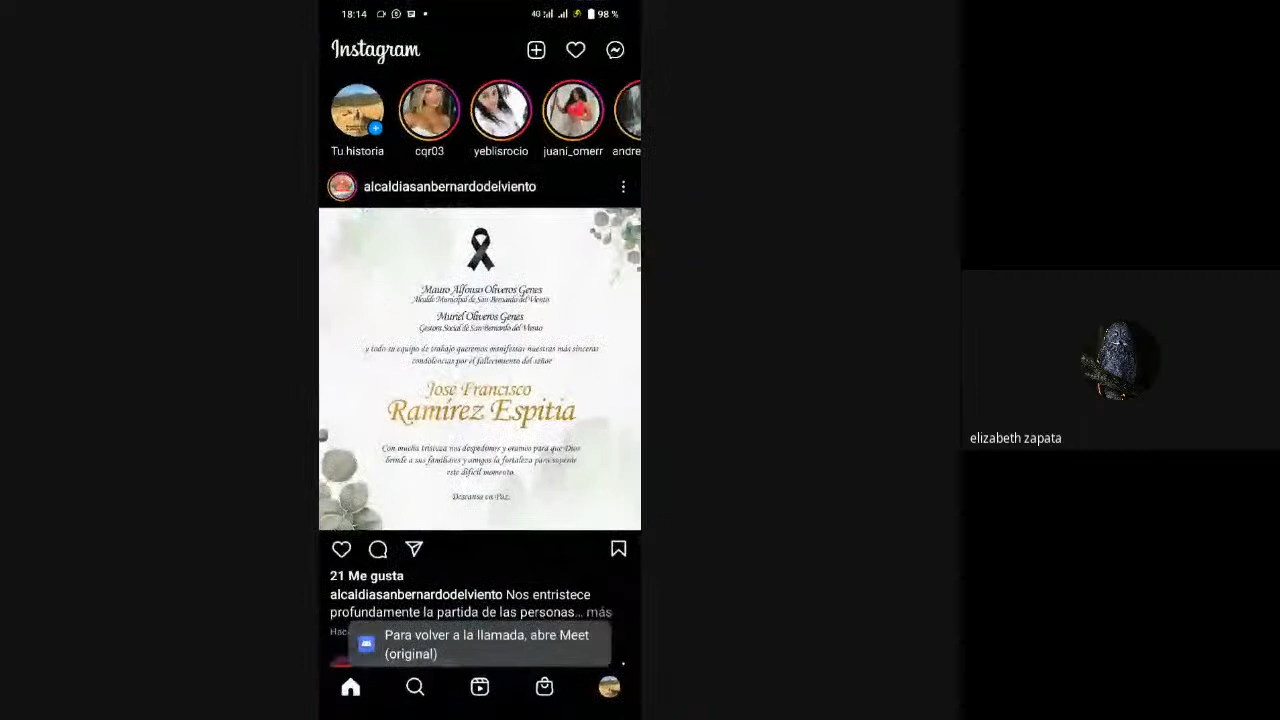 18:14 4G 98 %
Instagram
Tu historia cqr03 yeblisrocio juani_omerr andre
alcaldiasanbernardodelviento
Mauro Alfonso Oliveros Genes
Alcalde Municipal de San Bernardo del Viento
Muriel Oliveros Genes
Gestora Social de San Bernardo del Viento
y todo su equipo de trabajo queremos manifestar nuestras más sinceras
condolencias por el fallecimiento del señor
Jose Francisco
Ramírez Espitia
Con mucha tristeza nos despedimos y oramos para que Dios
brinde a sus familiares y amigos la fortaleza para superar
este difícil momento.
Descansa en Paz.
21 Me gusta
alcaldiasanbernardodelviento Nos entristece
profundamente la partida de las personas... más
Hac
Para volver a la llamada, abre Meet
(original)
elizabeth zapata